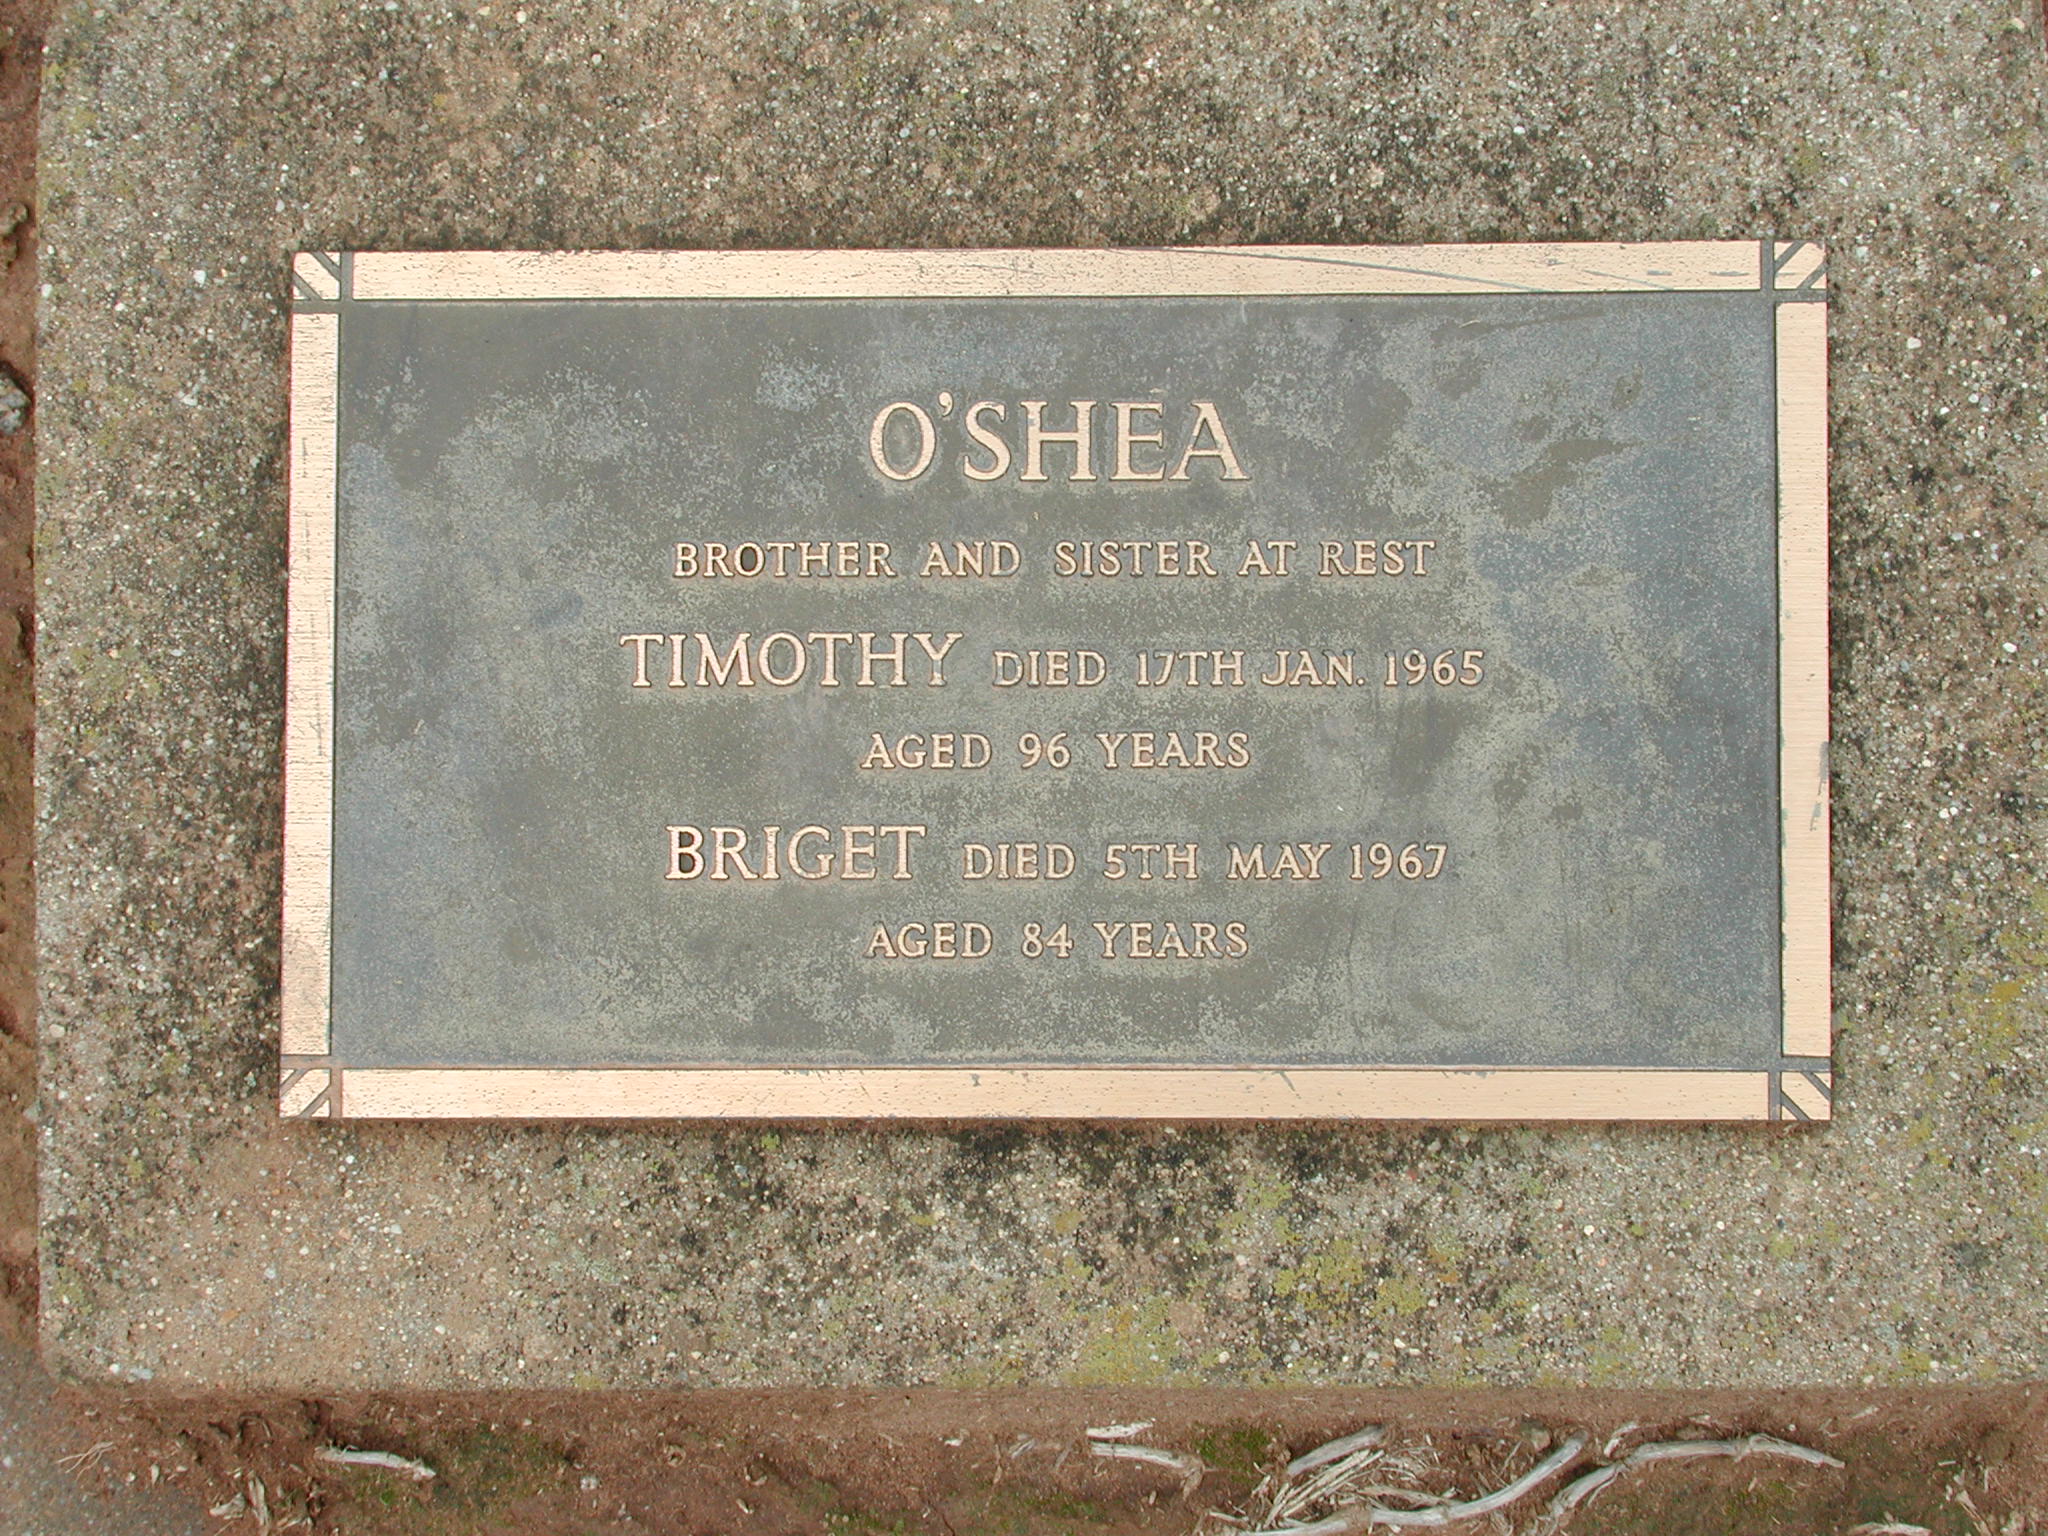 O'SHEA
BROTHER AND SISTER AT REST
TIMOTHY DIED 17TH JAN. 1965
AGED 96 YEARS
BRIGET DIED 5TH MAY 1967
AGED 84 YEARS